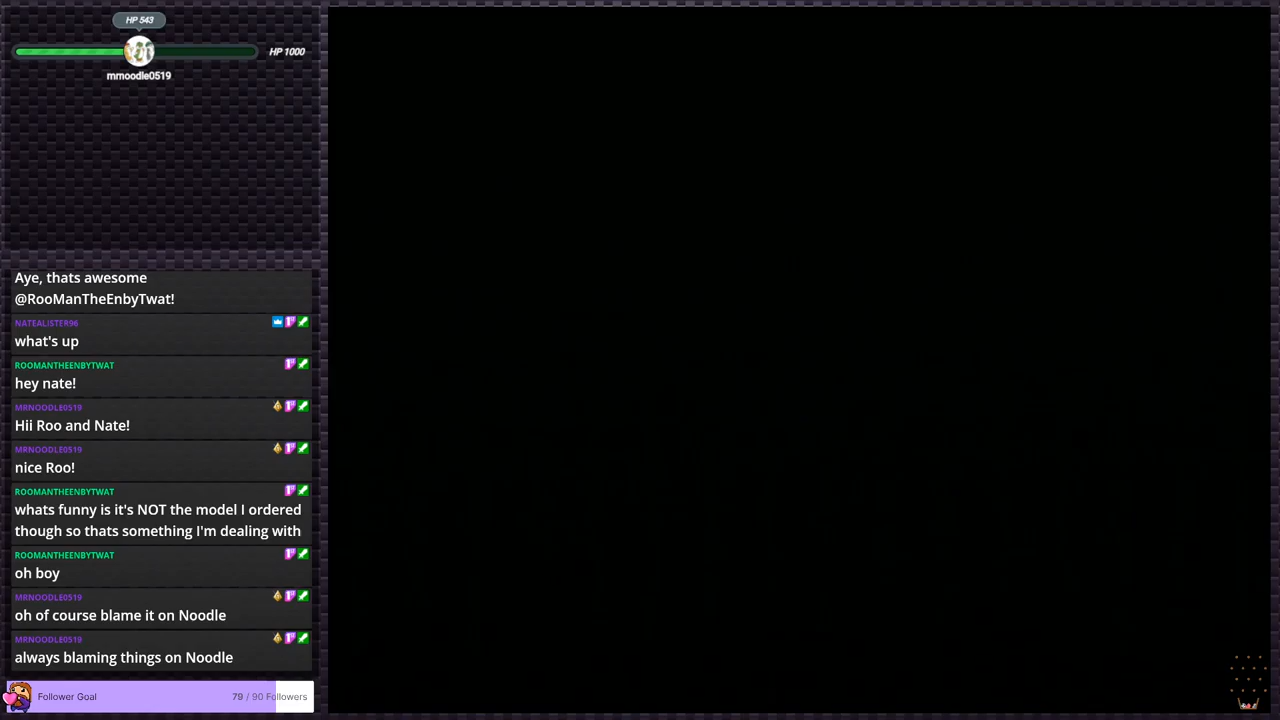 HP 543
HP 1000
mrnoodle0519
Aye, thats awesome
@RooManTheEnbyTwat!
NATEALISTER96
what's up
ROOMANTHEENBYTWAT
hey nate!
MRNOODLE0519
Hii Roo and Nate!
MRNOODLE0519
nice Roo!
ROOMANTHEENBYTWAT
whats funny is it's NOT the model I ordered
though so thats something I'm dealing with
ROOMANTHEENBYTWAT
oh boy
MRNOODLE0519
oh of course blame it on Noodle
MRNOODLE0519
always blaming things on Noodle
Follower Goal
79 / 90 Followers